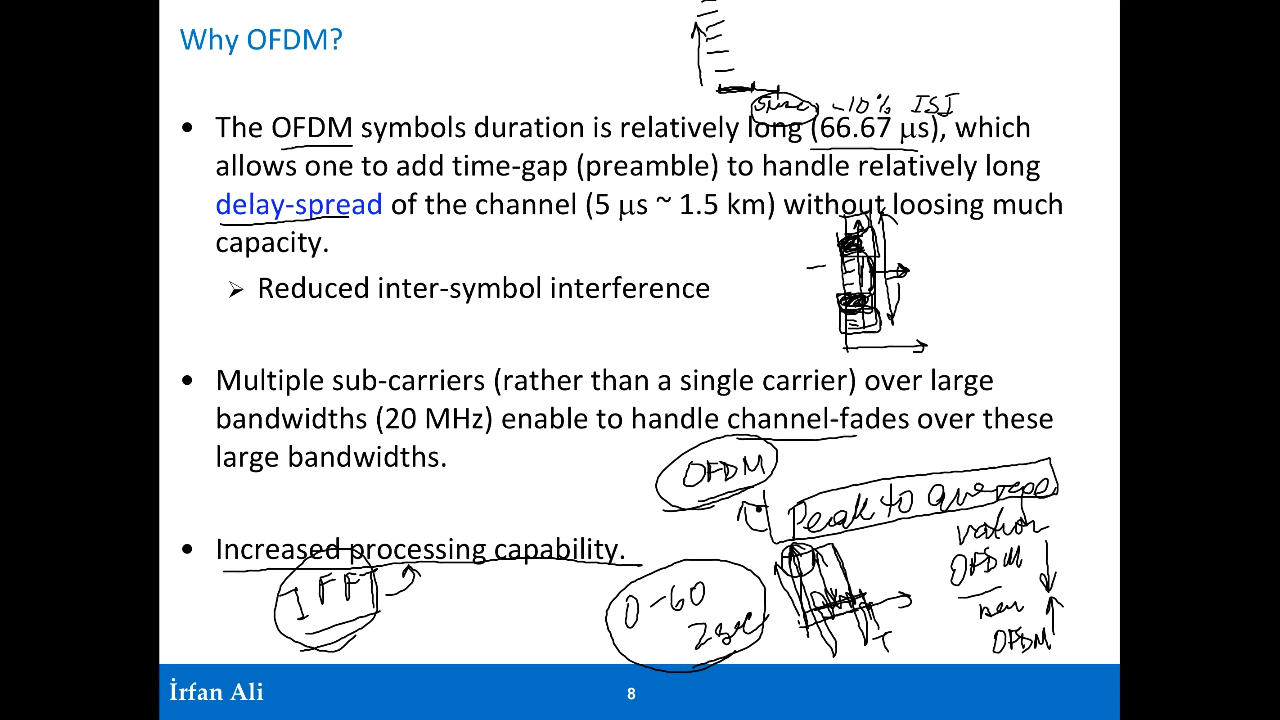 Why OFDM?
~10% ISI
• The OFDM symbols duration is relatively long (66.67 µs), which
allows one to add time-gap (preamble) to handle relatively long
delay-spread of the channel (5 µs ~ 1.5 km) without loosing much
capacity.
➢ Reduced inter-symbol interference
• Multiple sub-carriers (rather than a single carrier) over large
bandwidths (20 MHz) enable to handle channel-fades over these
large bandwidths.
OFDM
Peak to average
ration
OFDM
• Increased processing capability.
IFFT
0-60
2 sec
T
OFDM
İrfan Ali
8